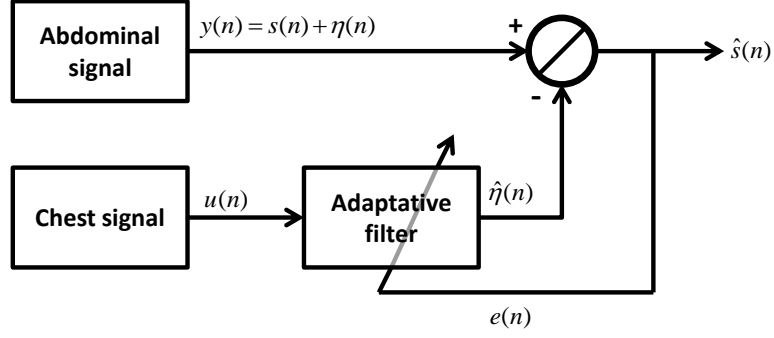 Abdominal
signal
y(n) = s(n) + η(n)
+
-
ŝ(n)
Chest signal
u(n)
Adaptative
filter
η̂(n)
e(n)